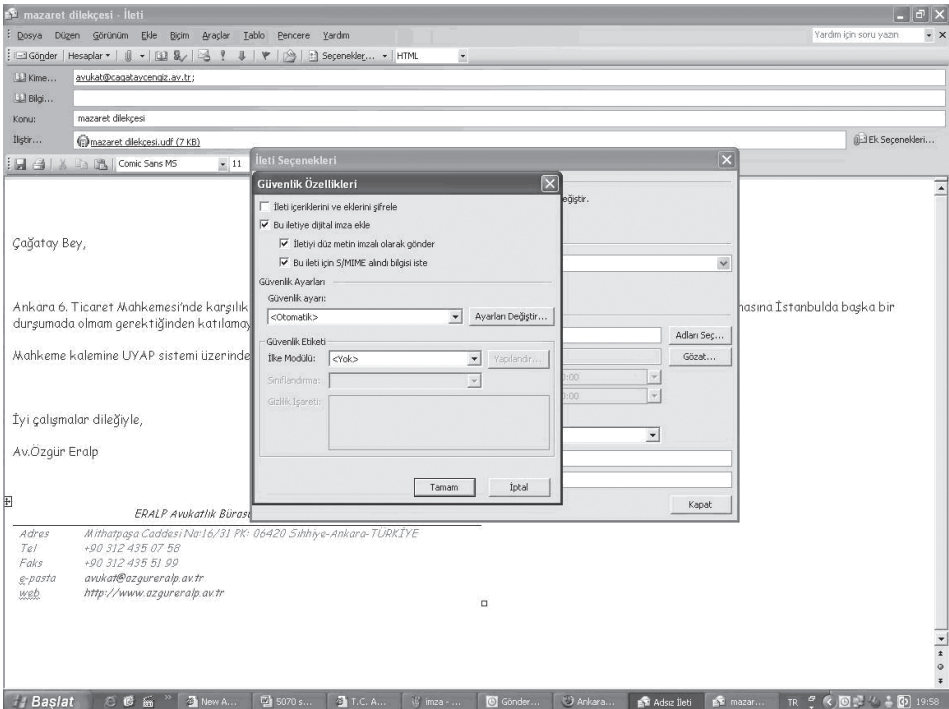 mazaret dilekçesi - İleti
Dosya Düzen Görünüm Ekle Biçim Araçlar Tablo Pencere Yardım
Yardım için soru yazın
Gönder Hesaplar Seçenekler... HTML
Kime... avukat@cagataycengiz.av.tr;
Bilgi...
Konu: mazaret dilekçesi
İliştir... mazaret dilekçesi.udf (7 KB) Ek Seçenekleri...
Comic Sans MS 11
İleti Seçenekleri
Güvenlik Özellikleri
İleti içeriklerini ve eklerini şifrele
eğiştir.
Bu iletiye dijital imza ekle
İletiyi düz metin imzalı olarak gönder
Çağatay Bey,
Bu ileti için S/MIME alındı bilgisi iste
Güvenlik Ayarları
Güvenlik ayarı:
Ankara 6. Ticaret Mahkemesi'nde karşılık
masına İstanbulda başka bir
<Otomatik> Ayarları Değiştir...
durşumada olmam gerektiğinden katılamay
Adları Seç...
Güvenlik Etiketi
İlke Modülü: <Yok> Yapılandır...
Mahkeme kalemine UYAP sistemi üzerinde
Gözat...
Sınıflandırma:
0:00
Gizlilik İşareti:
0:00
İyi çalışmalar dileğiyle,
Av.Özgür Eralp
Tamam İptal
Kapat
ERALP Avukatlık Bürosu
Adres Mithatpaşa Caddesi No:16/31 PK: 06420 Sıhhiye-Ankara-TÜRKİYE
Tel +90 312 435 07 58
Faks +90 312 435 51 99
e-posta avukat@ozgureralp.av.tr
web http://www.ozgureralp.av.tr
Başlat New A... 5070 s... T.C. A... imza - ... Gönder... Ankara... Adsız İleti mazar... TR 19:58